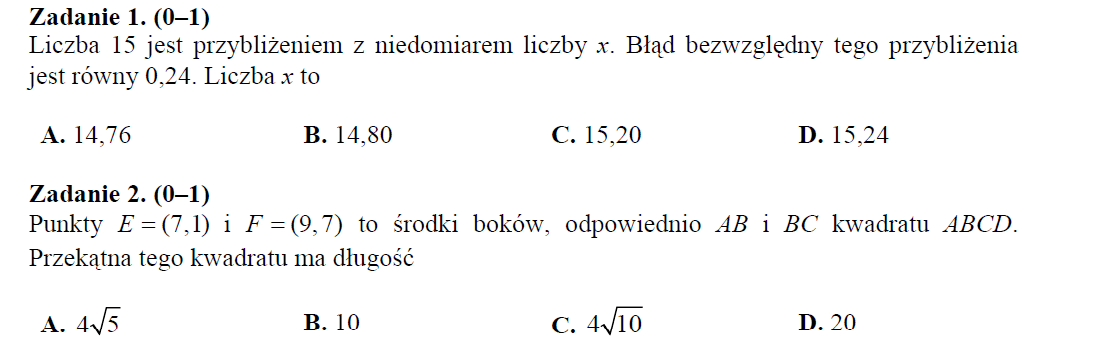 Zadanie 1. (0–1)
Liczba 15 jest przybliżeniem z niedomiarem liczby x. Błąd bezwzględny tego przybliżenia
jest równy 0,24. Liczba x to
A. 14,76 B. 14,80 C. 15,20 D. 15,24
Zadanie 2. (0–1)
Punkty E = (7,1) i F = (9,7) to środki boków, odpowiednio AB i BC kwadratu ABCD.
Przekątna tego kwadratu ma długość
A. 4√5 B. 10 C. 4√10 D. 20